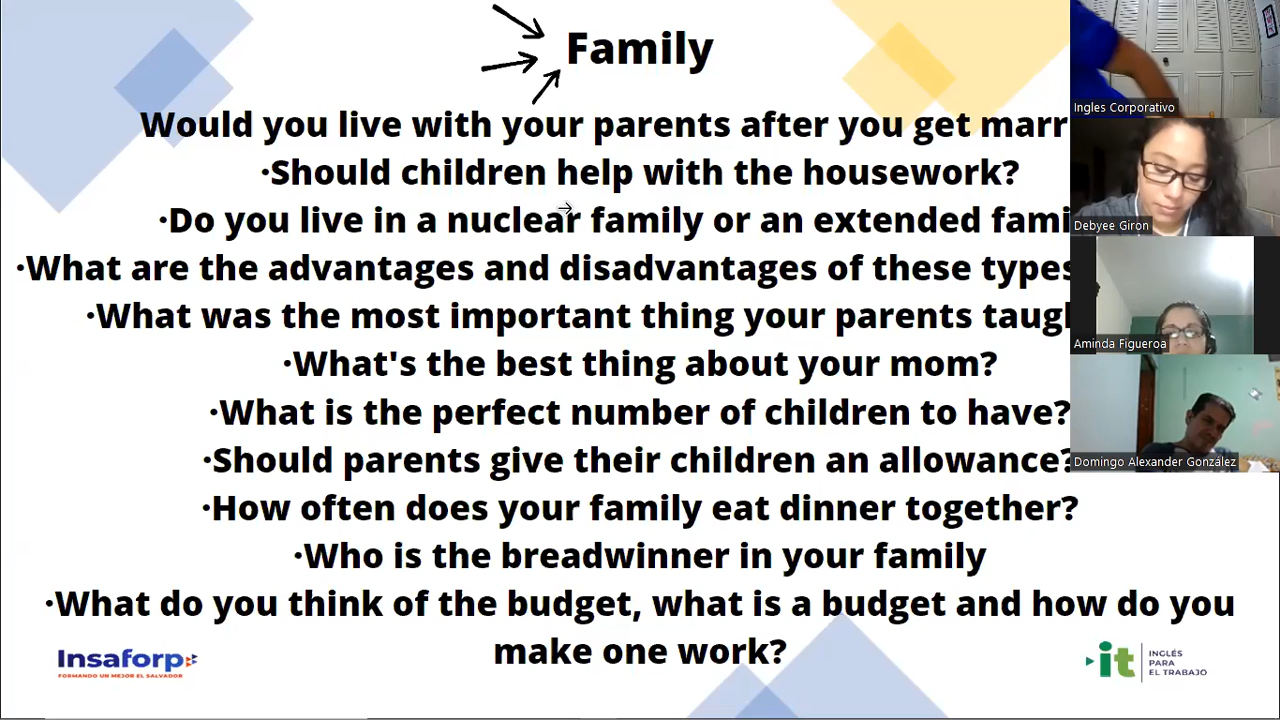 Family
Would you live with your parents after you get marr
·Should children help with the housework?
·Do you live in a nuclear family or an extended fami
·What are the advantages and disadvantages of these types
·What was the most important thing your parents taugh
·What's the best thing about your mom?
·What is the perfect number of children to have?
·Should parents give their children an allowance?
·How often does your family eat dinner together?
·Who is the breadwinner in your family
·What do you think of the budget, what is a budget and how do you
make one work?
Ingles Corporativo
Debyee Giron
Aminda Figueroa
Domingo Alexander González
Insaforp
FORMANDO UN MEJOR EL SALVADOR
it
INGLÉS
PARA
EL TRABAJO